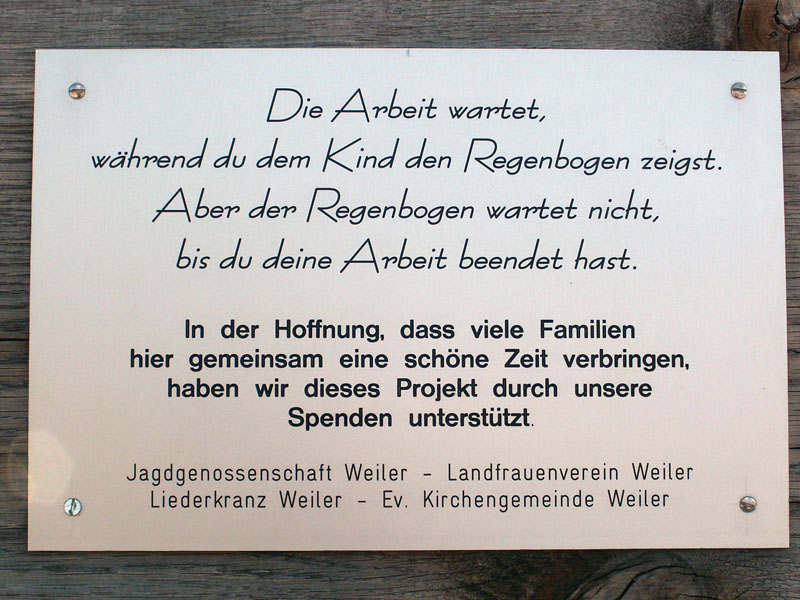 Die Arbeit wartet,
während du dem Kind den Regenbogen zeigst.
Aber der Regenbogen wartet nicht,
bis du deine Arbeit beendet hast.
In der Hoffnung, dass viele Familien
hier gemeinsam eine schöne Zeit verbringen,
haben wir dieses Projekt durch unsere
Spenden unterstützt.
Jagdgenossenschaft Weiler – Landfrauenverein Weiler
Liederkranz Weiler – Ev. Kirchengemeinde Weiler